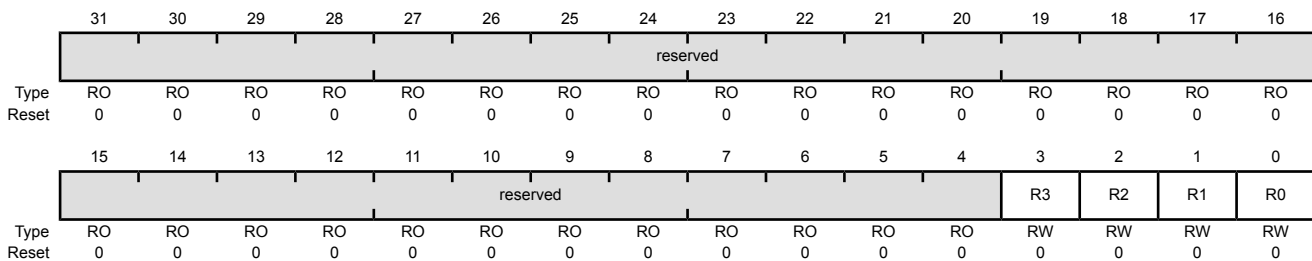 31 30 29 28 27 26 25 24 23 22 21 20 19 18 17 16
reserved
Type RO RO RO RO RO RO RO RO RO RO RO RO RO RO RO RO
Reset 0 0 0 0 0 0 0 0 0 0 0 0 0 0 0 0
15 14 13 12 11 10 9 8 7 6 5 4 3 2 1 0
reserved R3 R2 R1 R0
Type RO RO RO RO RO RO RO RO RO RO RO RO RW RW RW RW
Reset 0 0 0 0 0 0 0 0 0 0 0 0 0 0 0 0